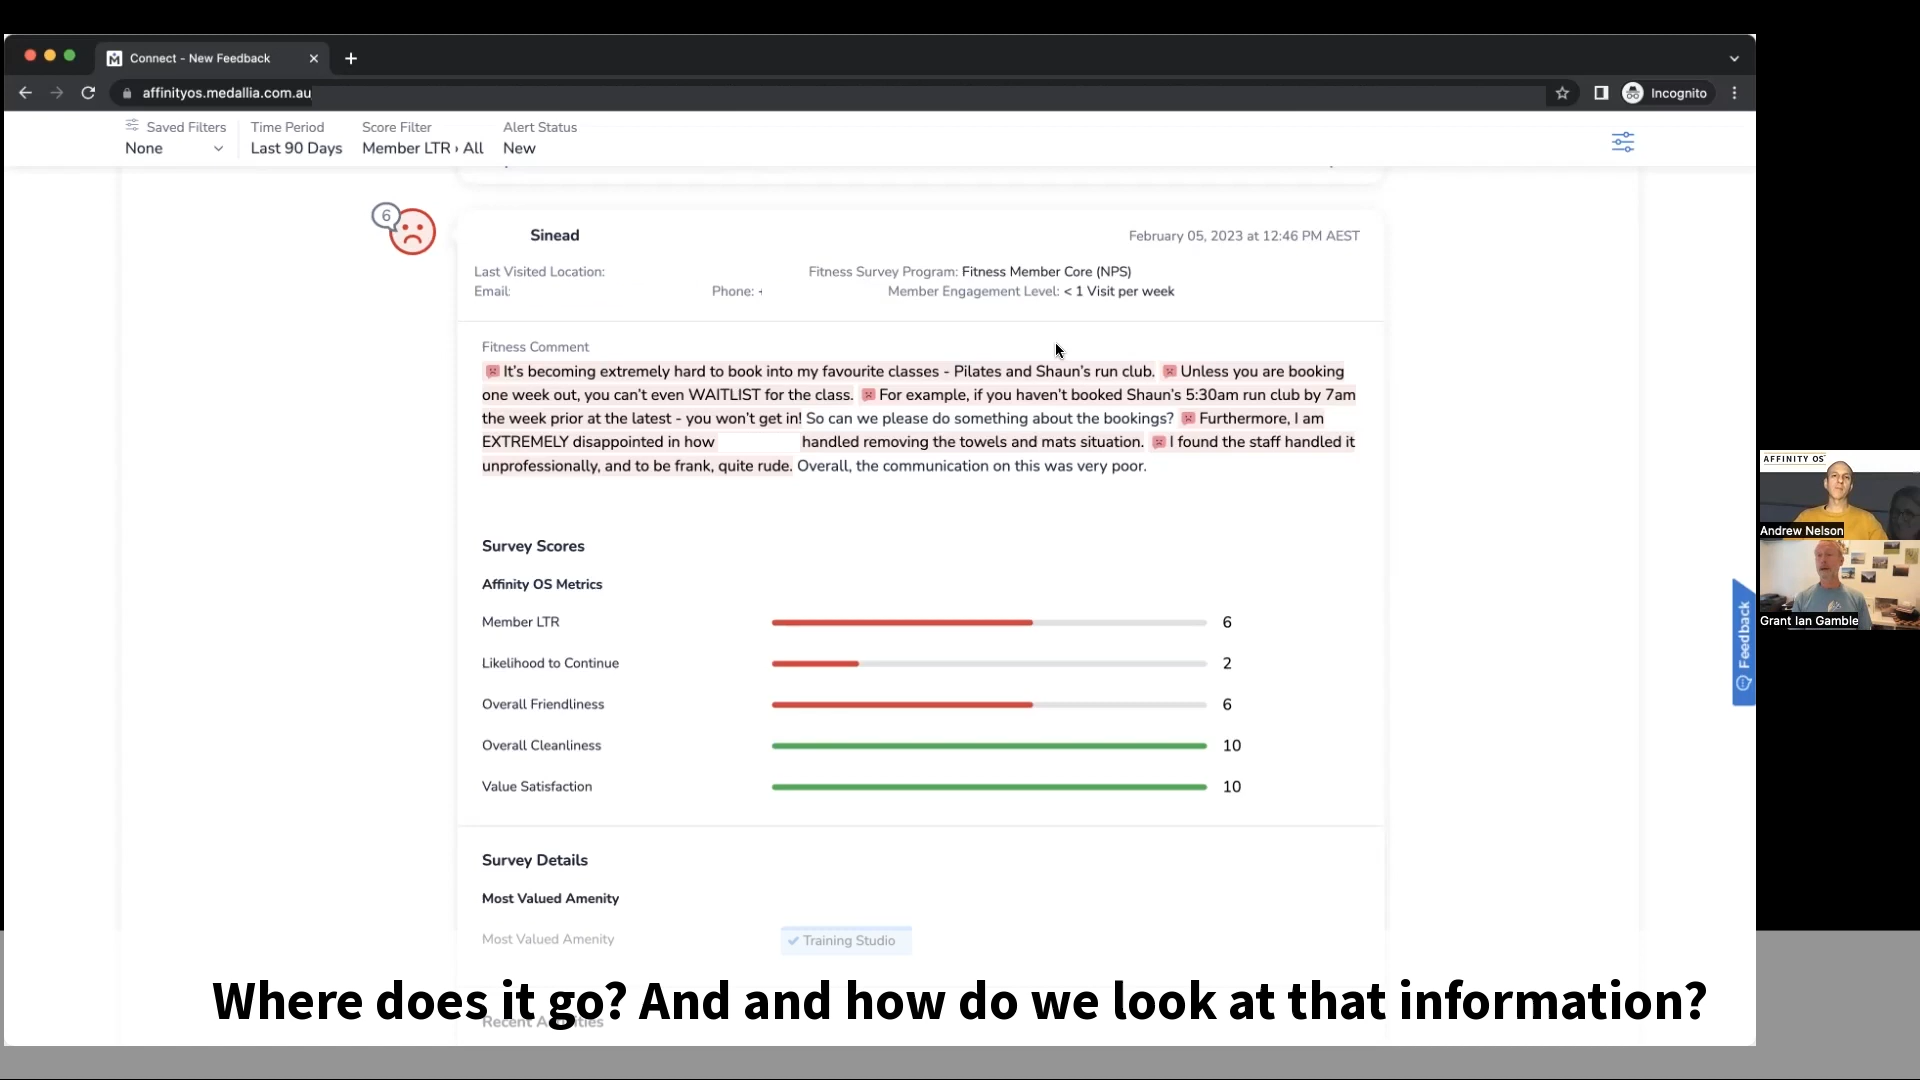 Connect - New Feedback
affinityos.medallia.com.au
Incognito
Saved Filters
None
Time Period
Last 90 Days
Score Filter
Member LTR › All
Alert Status
New
6
Sinead
February 05, 2023 at 12:46 PM AEST
Last Visited Location:
Fitness Survey Program: Fitness Member Core (NPS)
Email:
Phone:
Member Engagement Level: < 1 Visit per week
Fitness Comment
It's becoming extremely hard to book into my favourite classes - Pilates and Shaun's run club. Unless you are booking
one week out, you can't even WAITLIST for the class. For example, if you haven't booked Shaun's 5:30am run club by 7am
the week prior at the latest - you won't get in! So can we please do something about the bookings? Furthermore, I am
EXTREMELY disappointed in how handled removing the towels and mats situation. I found the staff handled it
unprofessionally, and to be frank, quite rude. Overall, the communication on this was very poor.
Survey Scores
Affinity OS Metrics
Member LTR 6
Likelihood to Continue 2
Overall Friendliness 6
Overall Cleanliness 10
Value Satisfaction 10
Survey Details
Most Valued Amenity
Most Valued Amenity
Training Studio
Where does it go? And and how do we look at that information?
Feedback
AFFINITY OS
Andrew Nelson
Grant Ian Gamble